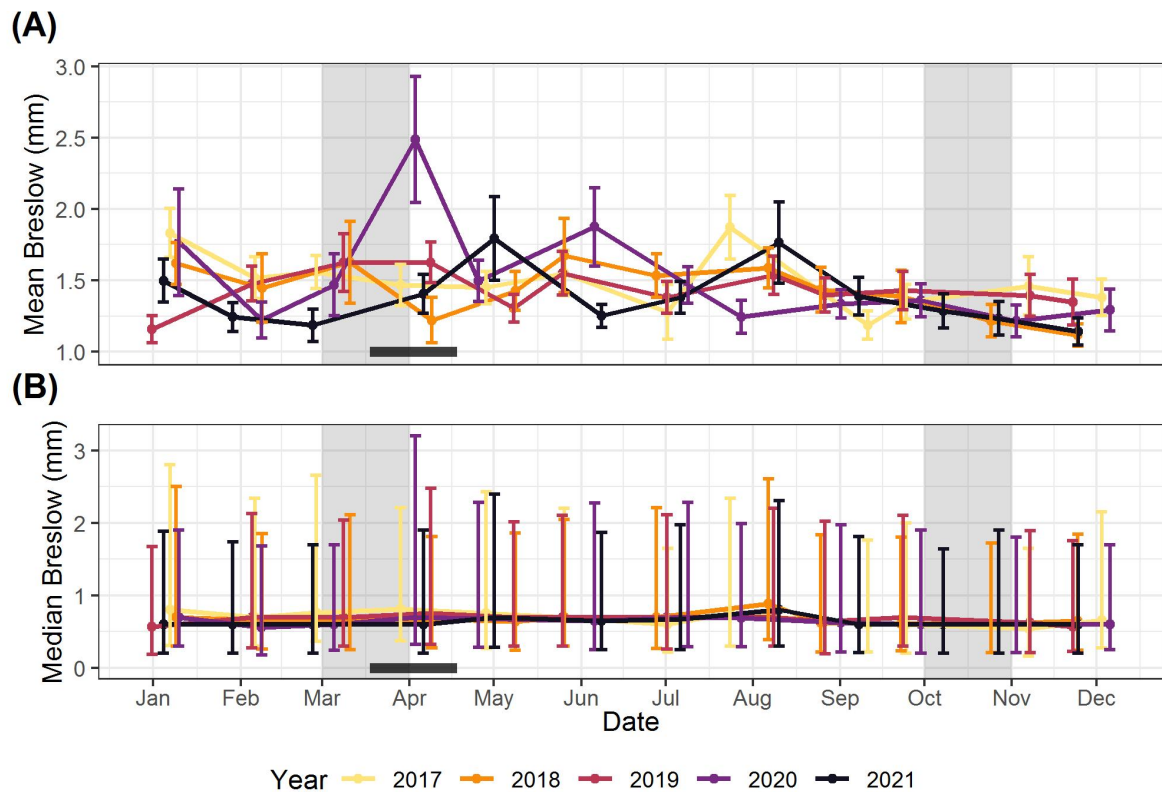 (A)
Mean Breslow (mm)
3.0
2.5
2.0
1.5
1.0
(B)
Median Breslow (mm)
3
2
1
0
Jan Feb Mar Apr May Jun Jul Aug Sep Oct Nov Dec
Date
Year 2017 2018 2019 2020 2021